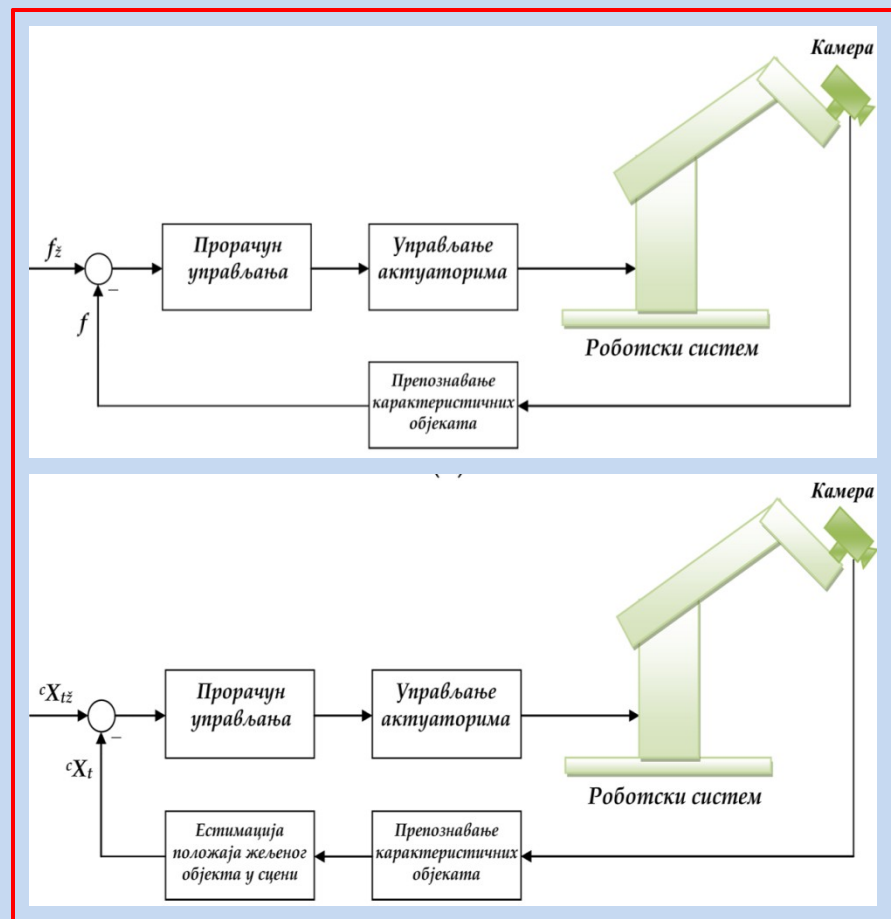 Камера
Прорачун
управљања
Управљање
актуаторима
fž
–
f
Роботски систем
Препознавање
карактеристичних
објеката
Камера
Прорачун
управљања
Управљање
актуаторима
cXtž
–
cXt
Роботски систем
Естимација
положаја жељеног
објекта у сцени
Препознавање
карактеристичних
објеката